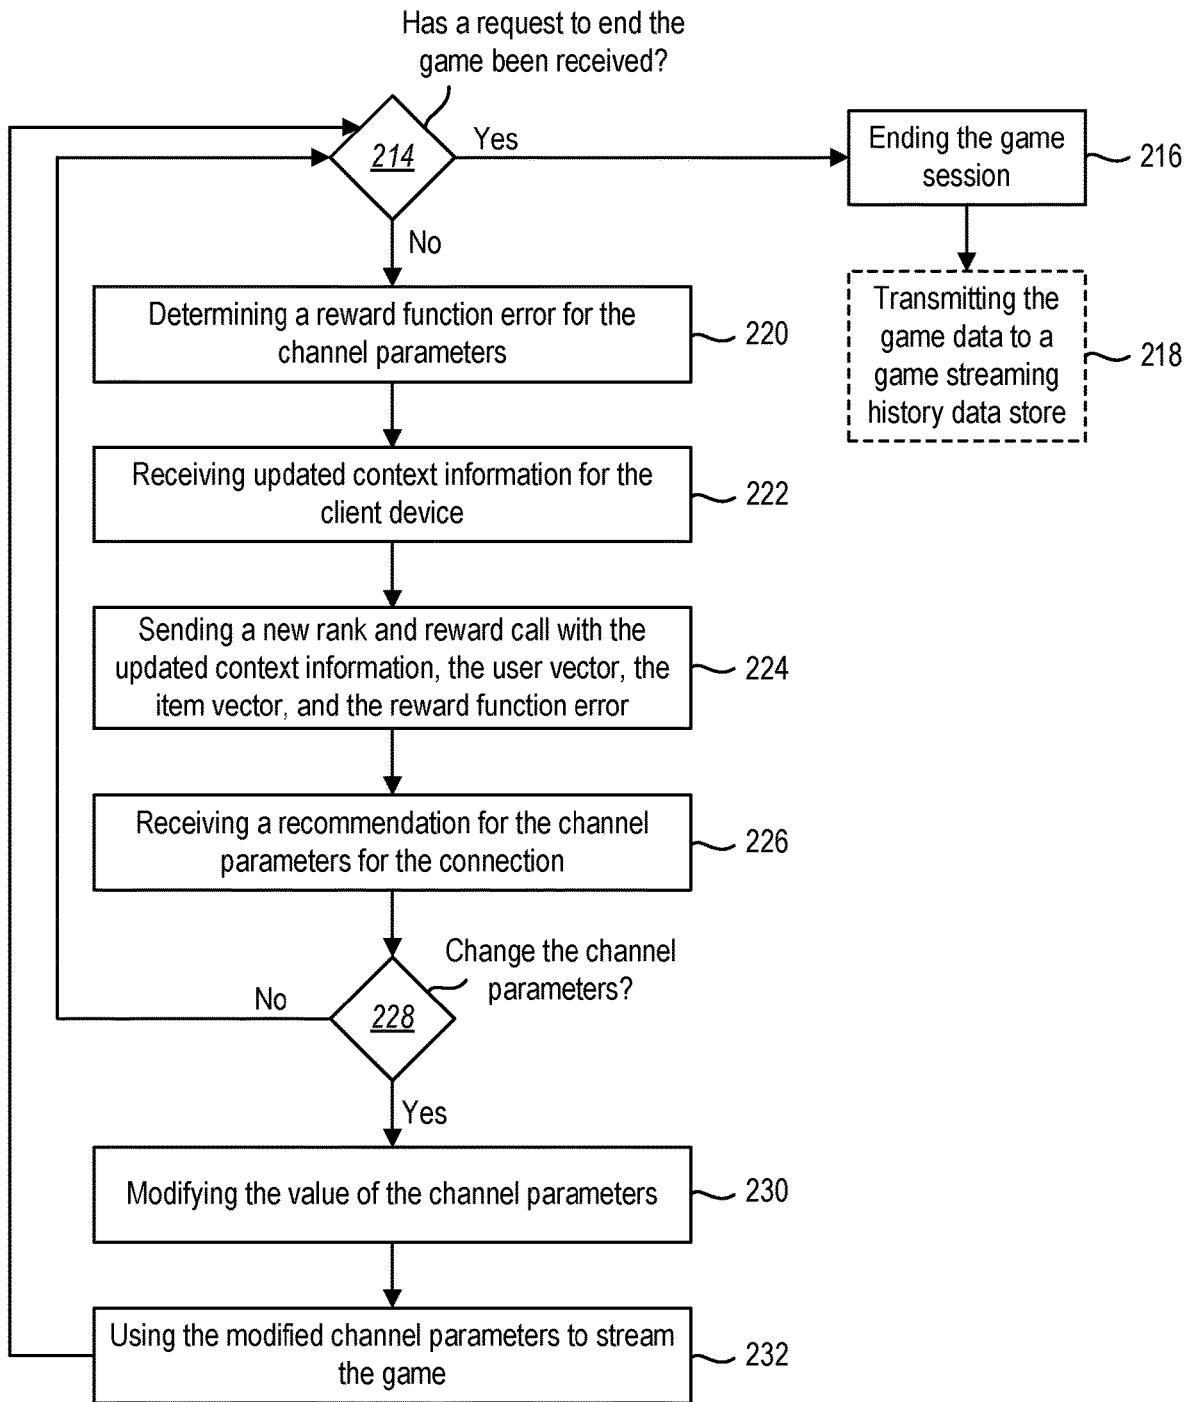 Has a request to end the
game been received?
214
Yes
No
Ending the game
session
216
Transmitting the
game data to a
game streaming
history data store
218
Determining a reward function error for the
channel parameters
220
Receiving updated context information for the
client device
222
Sending a new rank and reward call with the
updated context information, the user vector, the
item vector, and the reward function error
224
Receiving a recommendation for the channel
parameters for the connection
226
Change the channel
parameters?
228
No
Yes
Modifying the value of the channel parameters
230
Using the modified channel parameters to stream
the game
232